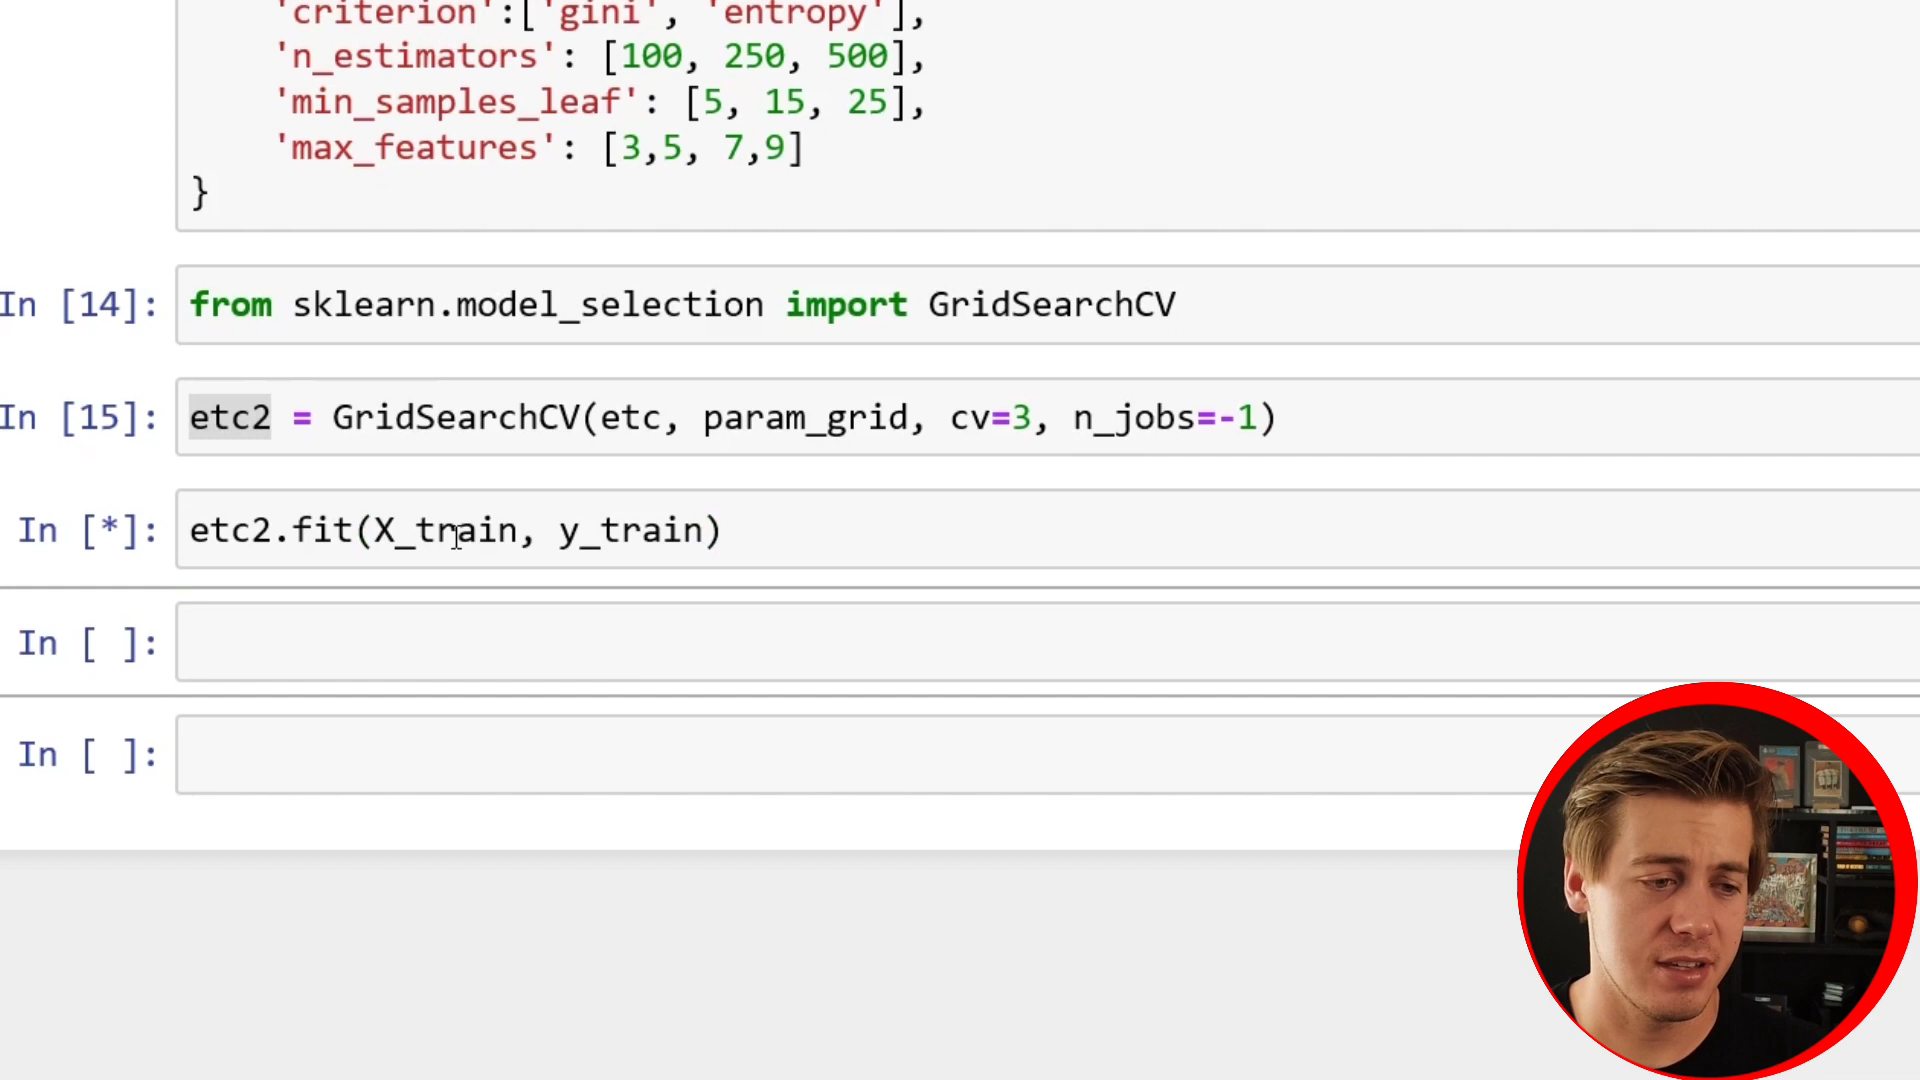 'criterion':['gini', 'entropy'],
'n_estimators': [100, 250, 500],
'min_samples_leaf': [5, 15, 25],
'max_features': [3,5, 7,9]
}
In [14]: from sklearn.model_selection import GridSearchCV
In [15]: etc2 = GridSearchCV(etc, param_grid, cv=3, n_jobs=-1)
In [*]: etc2.fit(X_train, y_train)
In [ ]:
In [ ]: